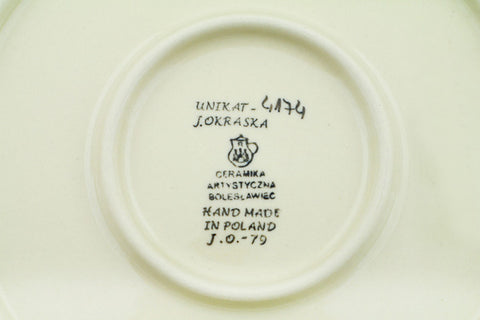 UNIKAT - 4174
J.OKRASKA
CERAMIKA
ARTYSTYCZNA
BOLESŁAWIEC
HAND MADE
IN POLAND
J.O.-79